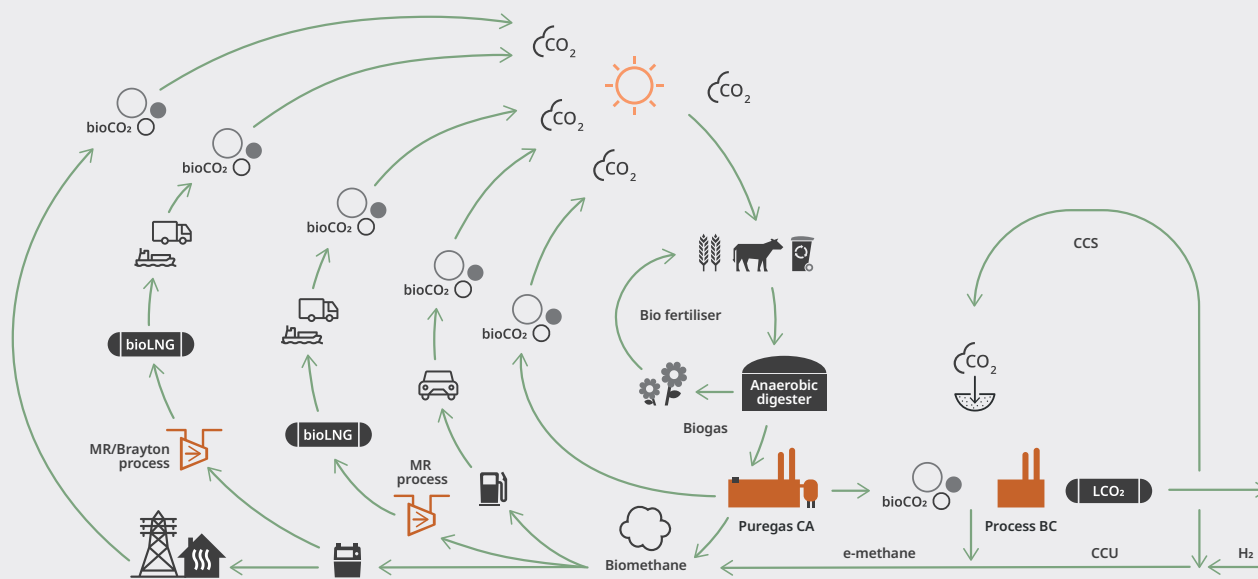 CO₂
CO₂
CO₂
CO₂
bioCO₂
bioCO₂
bioCO₂
bioCO₂
bioCO₂
CCS
Bio fertiliser
bioLNG
CO₂
Anaerobic
digester
bioLNG
Biogas
MR/Brayton
process
MR
process
bioCO₂
LCO₂
Puregas CA
Process BC
Biomethane
e-methane
CCU
H₂